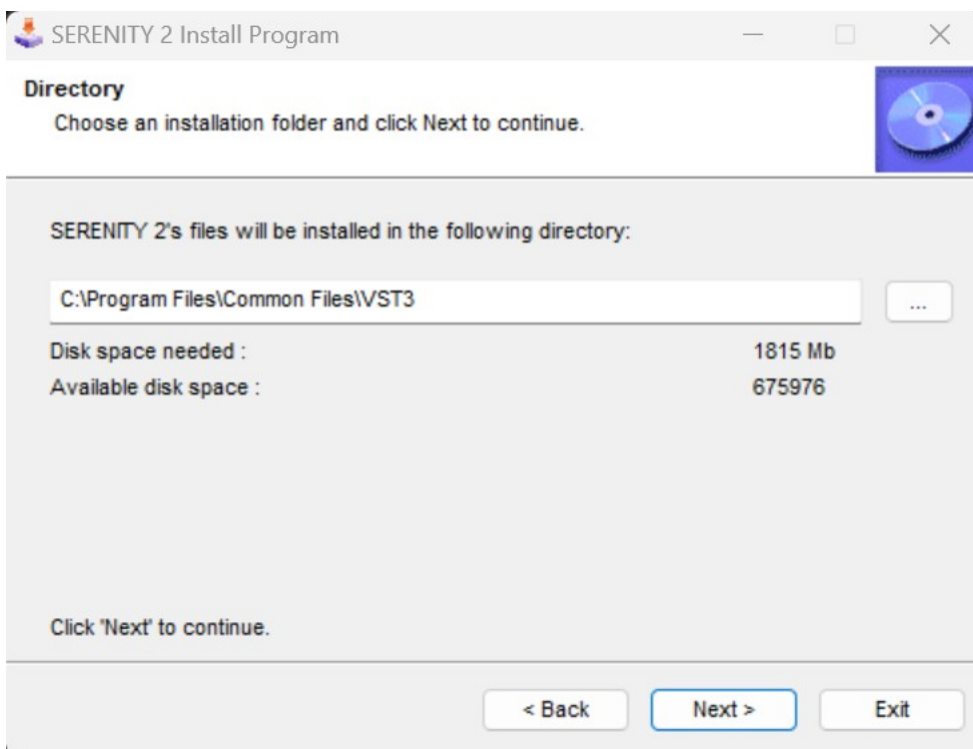 SERENITY 2 Install Program
Directory
Choose an installation folder and click Next to continue.
SERENITY 2's files will be installed in the following directory:
C:\Program Files\Common Files\VST3
...
Disk space needed : 1815 Mb
Available disk space : 675976
Click 'Next' to continue.
< Back Next > Exit